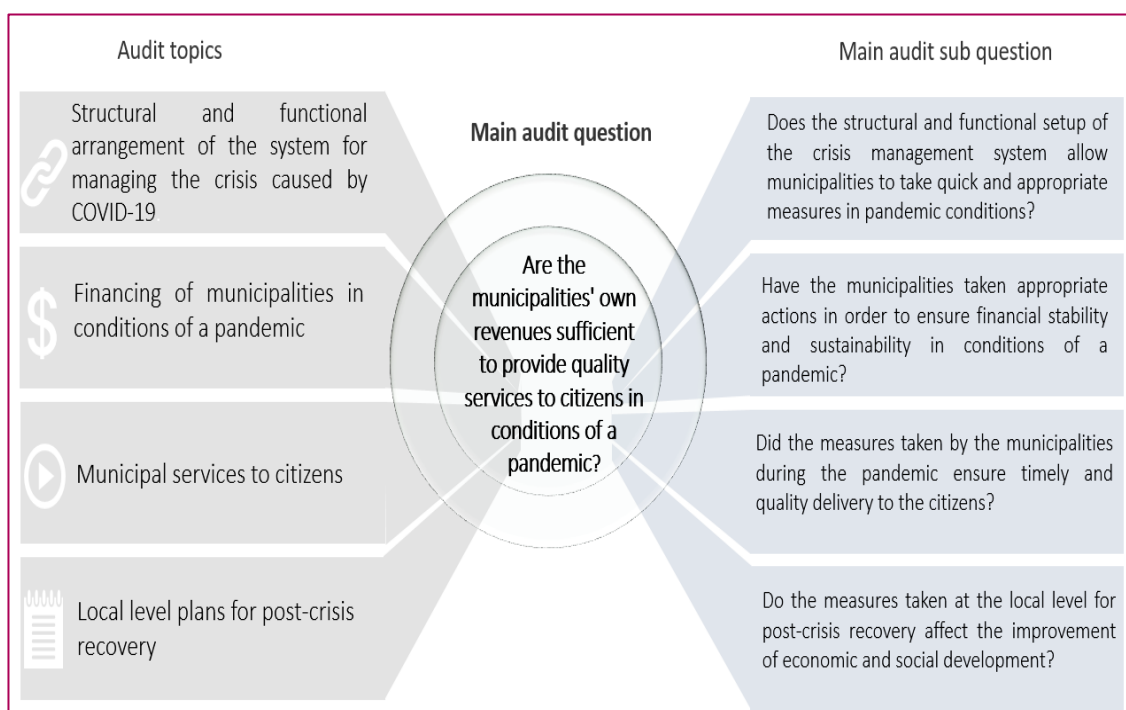 Audit topics
Structural and functional
arrangement of the system for
managing the crisis caused by
COVID-19.
Financing of municipalities in
conditions of a pandemic
Municipal services to citizens
Local level plans for post-crisis
recovery
Main audit question
Are the
municipalities' own
revenues sufficient
to provide quality
services to citizens in
conditions of a
pandemic?
Main audit sub question
Does the structural and functional setup of
the crisis management system allow
municipalities to take quick and appropriate
measures in pandemic conditions?
Have the municipalities taken appropriate
actions in order to ensure financial stability
and sustainability in conditions of a
pandemic?
Did the measures taken by the municipalities
during the pandemic ensure timely and
quality delivery to the citizens?
Do the measures taken at the local level for
post-crisis recovery affect the improvement
of economic and social development?